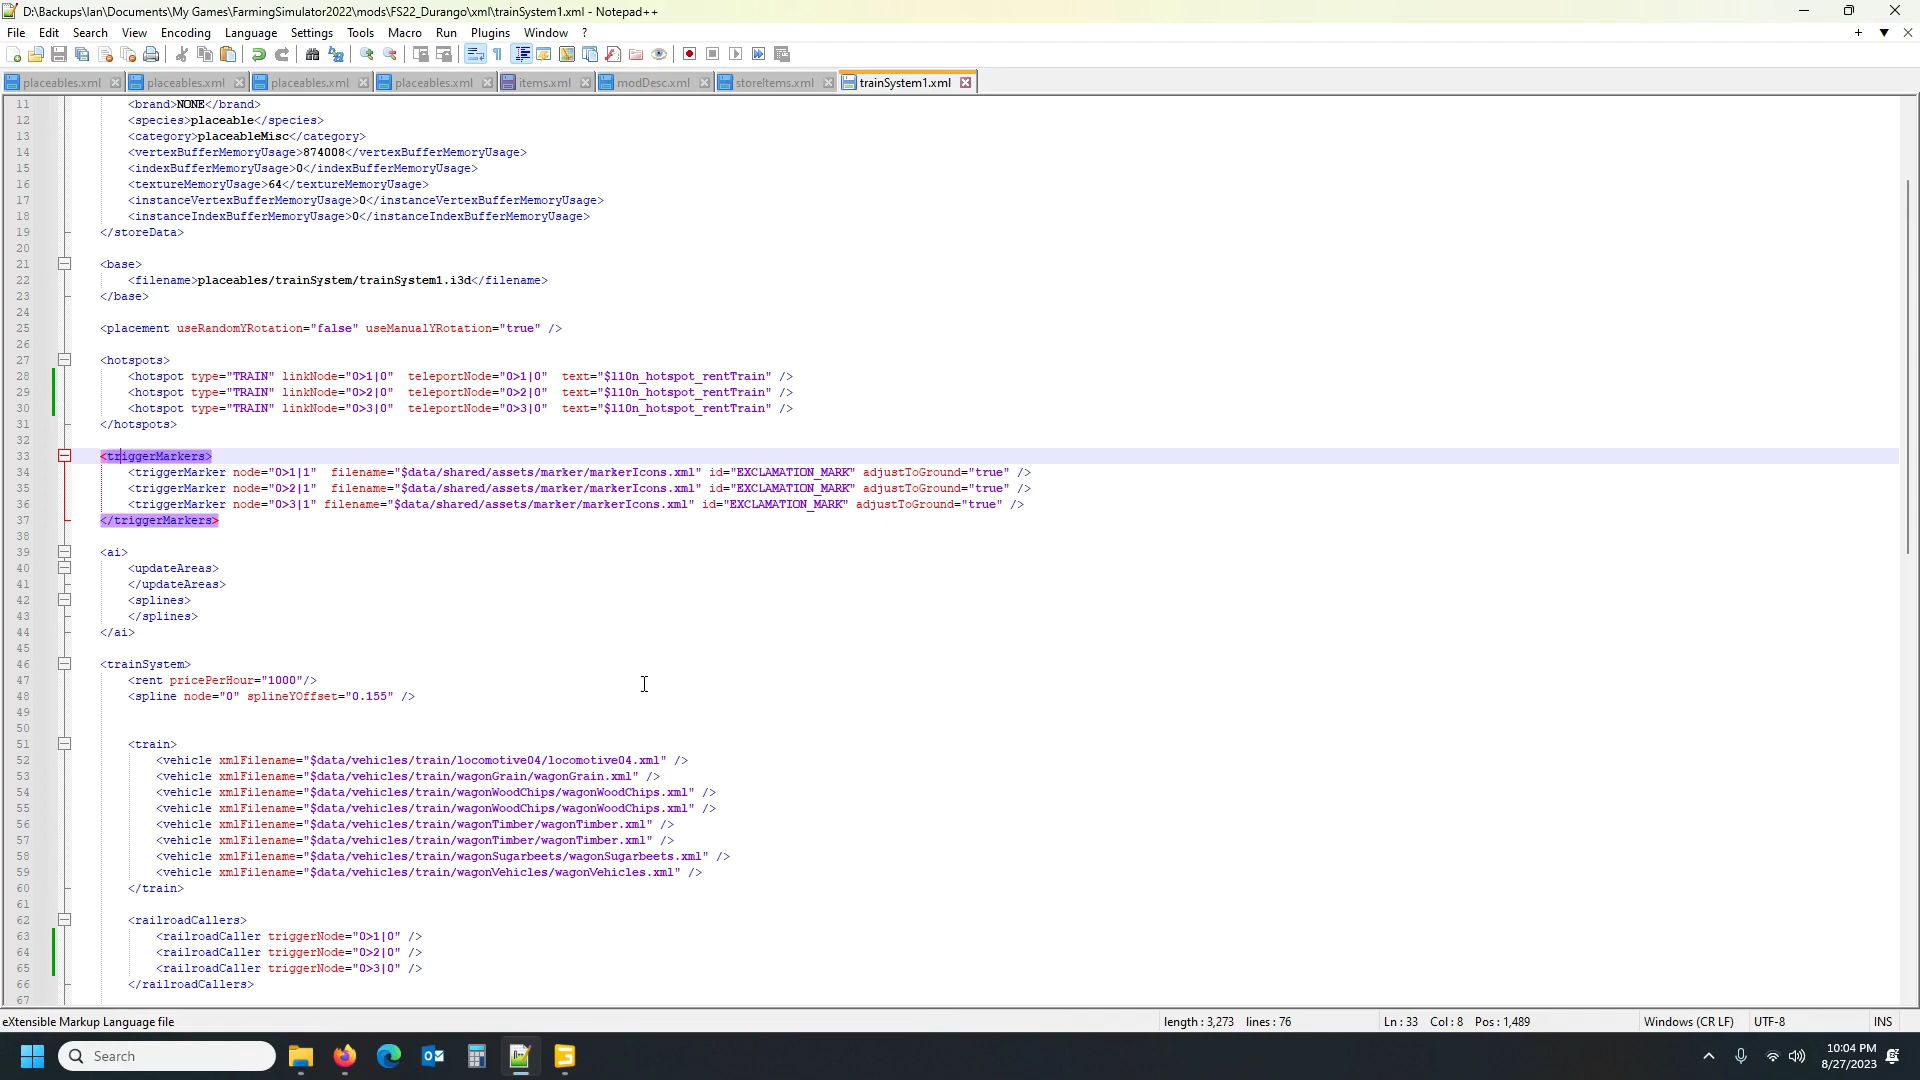 D:\Backups\Ian\Documents\My Games\FarmingSimulator2022\mods\FS22_Durango\xml\trainSystem1.xml - Notepad++
File Edit Search View Encoding Language Settings Tools Macro Run Plugins Window ?
placeables.xml placeables.xml placeables.xml placeables.xml items.xml modDesc.xml storeItems.xml trainSystem1.xml
11 <brand>NONE</brand>
12 <species>placeable</species>
13 <category>placeableMisc</category>
14 <vertexBufferMemoryUsage>874008</vertexBufferMemoryUsage>
15 <indexBufferMemoryUsage>0</indexBufferMemoryUsage>
16 <textureMemoryUsage>64</textureMemoryUsage>
17 <instanceVertexBufferMemoryUsage>0</instanceVertexBufferMemoryUsage>
18 <instanceIndexBufferMemoryUsage>0</instanceIndexBufferMemoryUsage>
19 </storeData>
20
21 <base>
22 <filename>placeables/trainSystem/trainSystem1.i3d</filename>
23 </base>
24
25 <placement useRandomYRotation="false" useManualYRotation="true" />
26
27 <hotspots>
28 <hotspot type="TRAIN" linkNode="0>1|0" teleportNode="0>1|0" text="$l10n_hotspot_rentTrain" />
29 <hotspot type="TRAIN" linkNode="0>2|0" teleportNode="0>2|0" text="$l10n_hotspot_rentTrain" />
30 <hotspot type="TRAIN" linkNode="0>3|0" teleportNode="0>3|0" text="$l10n_hotspot_rentTrain" />
31 </hotspots>
32
33 <triggerMarkers>
34 <triggerMarker node="0>1|1" filename="$data/shared/assets/marker/markerIcons.xml" id="EXCLAMATION_MARK" adjustToGround="true" />
35 <triggerMarker node="0>2|1" filename="$data/shared/assets/marker/markerIcons.xml" id="EXCLAMATION_MARK" adjustToGround="true" />
36 <triggerMarker node="0>3|1" filename="$data/shared/assets/marker/markerIcons.xml" id="EXCLAMATION_MARK" adjustToGround="true" />
37 </triggerMarkers>
38
39 <ai>
40 <updateAreas>
41 </updateAreas>
42 <splines>
43 </splines>
44 </ai>
45
46 <trainSystem>
47 <rent pricePerHour="1000"/>
48 <spline node="0" splineYOffset="0.155" />
49
50
51 <train>
52 <vehicle xmlFilename="$data/vehicles/train/locomotive04/locomotive04.xml" />
53 <vehicle xmlFilename="$data/vehicles/train/wagonGrain/wagonGrain.xml" />
54 <vehicle xmlFilename="$data/vehicles/train/wagonWoodChips/wagonWoodChips.xml" />
55 <vehicle xmlFilename="$data/vehicles/train/wagonWoodChips/wagonWoodChips.xml" />
56 <vehicle xmlFilename="$data/vehicles/train/wagonTimber/wagonTimber.xml" />
57 <vehicle xmlFilename="$data/vehicles/train/wagonTimber/wagonTimber.xml" />
58 <vehicle xmlFilename="$data/vehicles/train/wagonSugarbeets/wagonSugarbeets.xml" />
59 <vehicle xmlFilename="$data/vehicles/train/wagonVehicles/wagonVehicles.xml" />
60 </train>
61
62 <railroadCallers>
63 <railroadCaller triggerNode="0>1|0" />
64 <railroadCaller triggerNode="0>2|0" />
65 <railroadCaller triggerNode="0>3|0" />
66 </railroadCallers>
67
eXtensible Markup Language file length : 3,273 lines : 76 Ln : 33 Col : 8 Pos : 1,489 Windows (CR LF) UTF-8 INS
Search
10:04 PM
8/27/2023